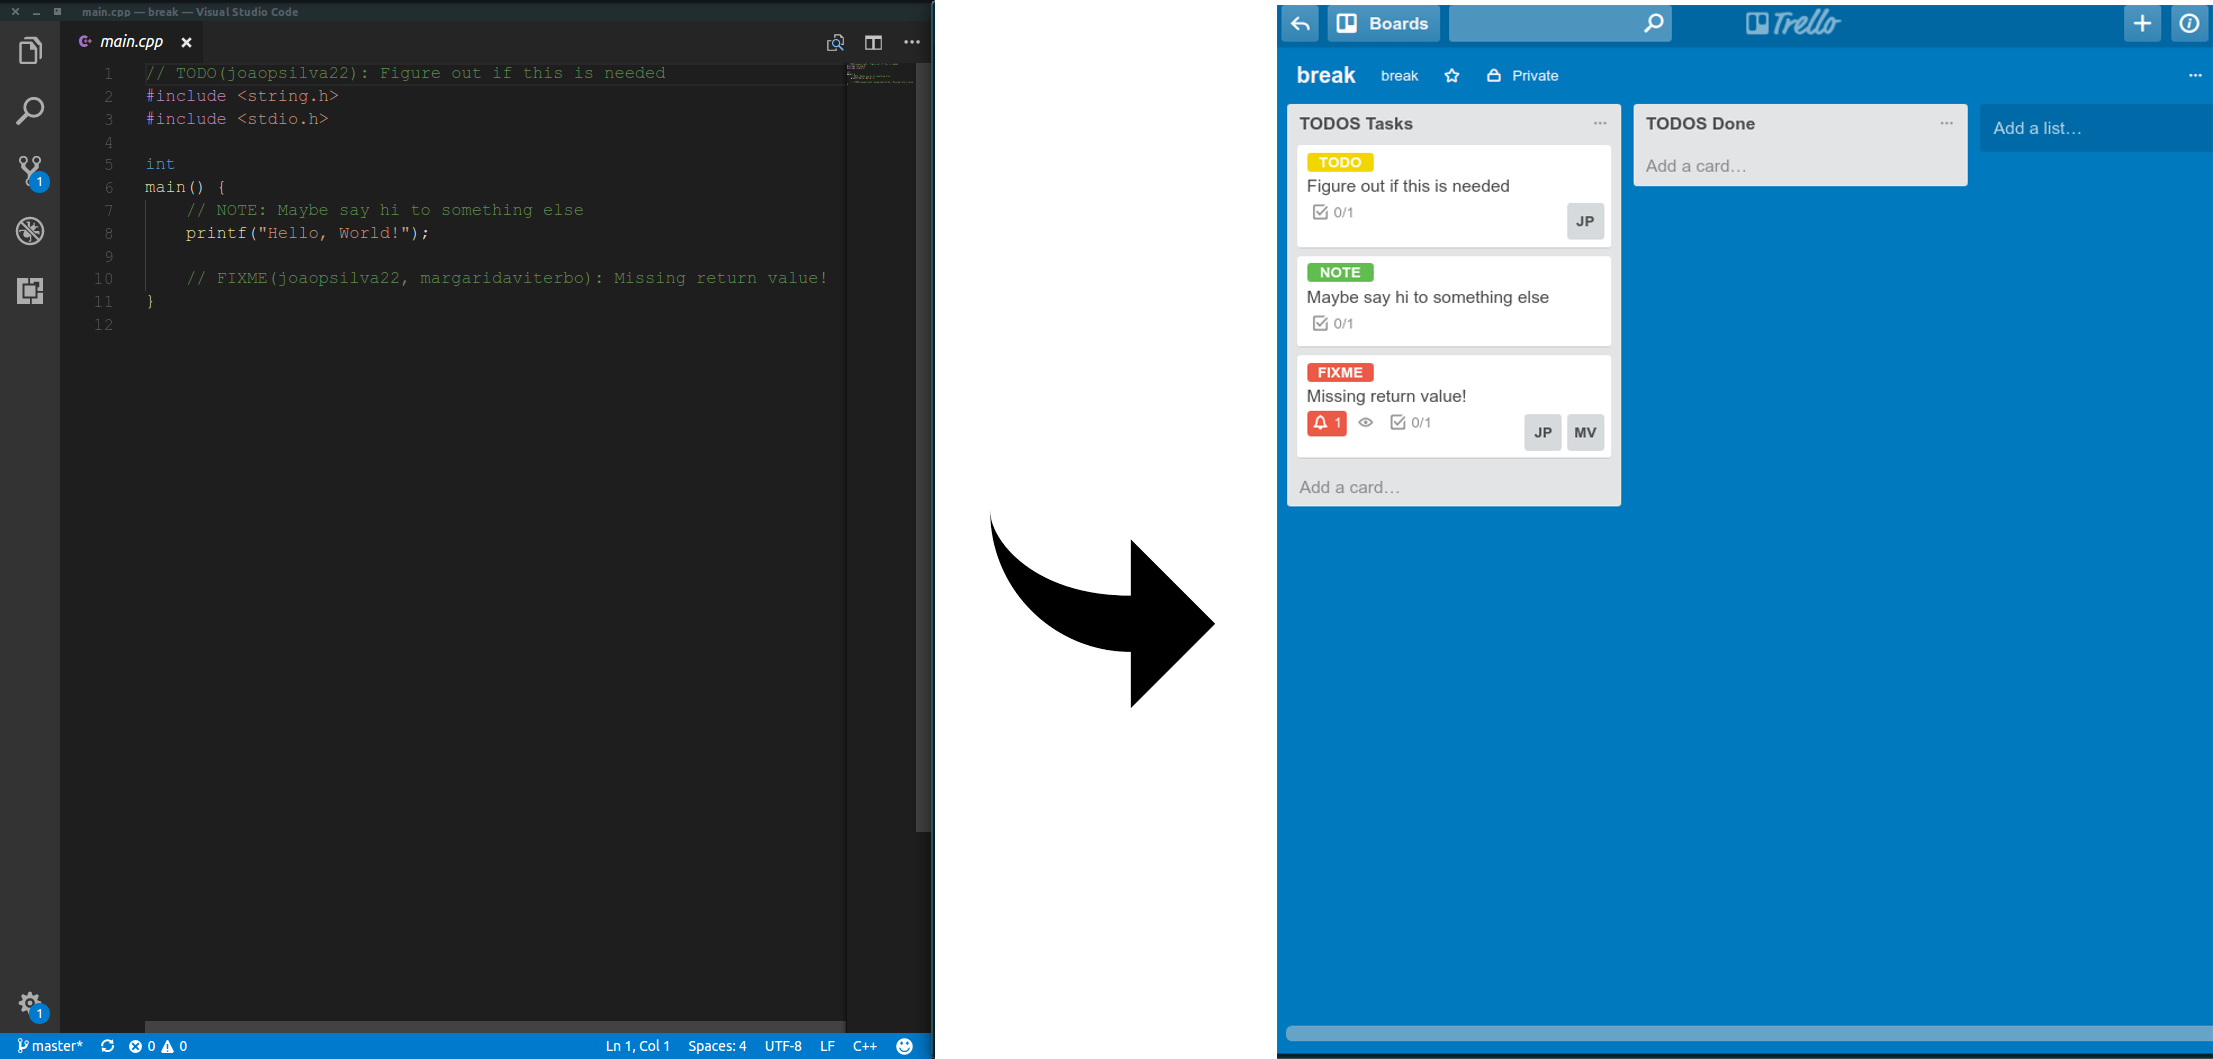 main.cpp — break — Visual Studio Code
main.cpp
1 // TODO(joaopsilva22): Figure out if this is needed
2 #include <string.h>
3 #include <stdio.h>
4
5 int
6 main() {
7 // NOTE: Maybe say hi to something else
8 printf("Hello, World!");
9
10 // FIXME(joaopsilva22, margaridaviterbo): Missing return value!
11 }
12
1
1
master* 0 0 Ln 1, Col 1 Spaces: 4 UTF-8 LF C++
Boards Trello
break break Private
TODOS Tasks
TODO
Figure out if this is needed
0/1
JP
NOTE
Maybe say hi to something else
0/1
FIXME
Missing return value!
1 0/1
JP MV
Add a card…
TODOS Done
Add a card…
Add a list…